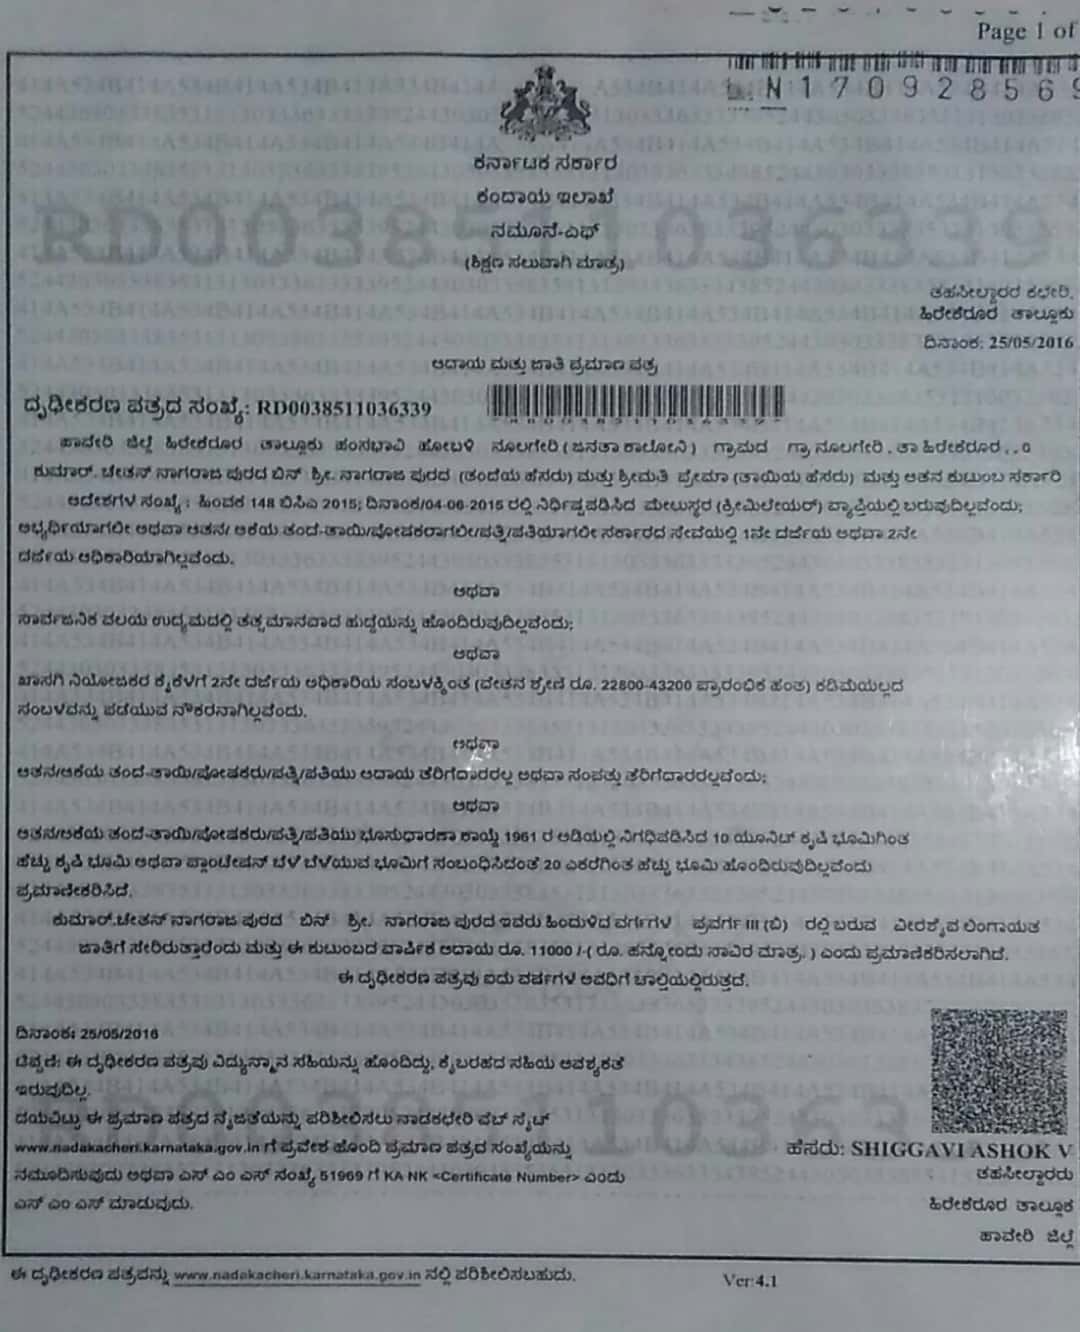 Page 1 of
N170928569
ಕರ್ನಾಟಕ ಸರ್ಕಾರ
ಕಂದಾಯ ಇಲಾಖೆ
ನಮೂನೆ-ಎಫ್
(ಶಿಕ್ಷಣ ಸಲುವಾಗಿ ಮಾತ್ರ)
ತಹಸೀಲ್ದಾರರ ಕಛೇರಿ,
ಹಿರೇಕೆರೂರ ತಾಲ್ಲೂಕು
ದಿನಾಂಕ: 25/05/2016
ಆದಾಯ ಮತ್ತು ಜಾತಿ ಪ್ರಮಾಣ ಪತ್ರ
ದೃಢೀಕರಣ ಪತ್ರದ ಸಂಖ್ಯೆ: RD0038511036339
ಹಾವೇರಿ ಜಿಲ್ಲೆ ಹಿರೇಕೆರೂರ ತಾಲ್ಲೂಕು ಹಂಸಭಾವಿ ಹೋಬಳಿ ನೂಲಗೇರಿ (ಜನತಾ ಕಾಲೋನಿ) ಗ್ರಾಮದ ಗ್ರಾ ನೂಲಗೇರಿ . ತಾ ಹಿರೇಕೆರೂರ . . 0
ಕುಮಾರ್. ಚೇತನ್ ನಾಗರಾಜ ಪುರದ ಬಿನ್ ಶ್ರೀ. ನಾಗರಾಜ ಪುರದ (ತಂದೆಯ ಹೆಸರು) ಮತ್ತು ಶ್ರೀಮತಿ ಪ್ರೇಮಾ (ತಾಯಿಯ ಹೆಸರು) ಮತ್ತು ಆತನ ಕುಟುಂಬ ಸರ್ಕಾರಿ
ಆದೇಶಗಳ ಸಂಖ್ಯೆ : ಹಿಂವಕ 148 ಬಿಸಿಎ 2015; ದಿನಾಂಕ/04-06-2015 ರಲ್ಲಿ ನಿರ್ಧಿಷ್ಟಪಡಿಸಿದ ಮೇಲುಸ್ತರ (ಕ್ರೀಮಿಲೇಯರ್) ವ್ಯಾಪ್ತಿಯಲ್ಲಿ ಬರುವುದಿಲ್ಲವೆಂದು;
ಅಭ್ಯರ್ಥಿಯಾಗಲೀ ಅಥವಾ ಆತನ/ ಆಕೆಯ ತಂದೆ-ತಾಯಿ/ಪೋಷಕರಾಗಲೀ/ಪತ್ನಿ/ಪತಿಯಾಗಲೀ ಸರ್ಕಾರದ ಸೇವೆಯಲ್ಲಿ 1ನೇ ದರ್ಜೆಯ ಅಥವಾ 2ನೇ
ದರ್ಜೆಯ ಅಧಿಕಾರಿಯಾಗಿಲ್ಲವೆಂದು.
ಅಥವಾ
ಸಾರ್ವಜನಿಕ ವಲಯ ಉದ್ಯಮದಲ್ಲಿ ತತ್ಸಮಾನವಾದ ಹುದ್ದೆಯನ್ನು ಹೊಂದಿರುವುದಿಲ್ಲವೆಂದು;
ಅಥವಾ
ಖಾಸಗಿ ನಿಯೋಜಕರ ಕೈಕೆಳಗೆ 2ನೇ ದರ್ಜೆಯ ಅಧಿಕಾರಿಯ ಸಂಬಳಕ್ಕಿಂತ (ವೇತನ ಶ್ರೇಣಿ ರೂ. 22800-43200 ಪ್ರಾರಂಭಿಕ ಹಂತ) ಕಡಿಮೆಯಲ್ಲದ
ಸಂಬಳವನ್ನು ಪಡೆಯುವ ನೌಕರನಾಗಿಲ್ಲವೆಂದು.
ಅಥವಾ
ಆತನ/ಆಕೆಯ ತಂದೆ-ತಾಯಿ/ಪೋಷಕರು/ಪತ್ನಿ/ಪತಿಯು ಆದಾಯ ತೆರಿಗೆದಾರರಲ್ಲ ಅಥವಾ ಸಂಪತ್ತು ತೆರಿಗೆದಾರರಲ್ಲವೆಂದು;
ಅಥವಾ
ಆತನ/ಆಕೆಯ ತಂದೆ-ತಾಯಿ/ಪೋಷಕರು/ಪತ್ನಿ/ಪತಿಯು ಭೂಸುಧಾರಣಾ ಕಾಯ್ದೆ 1961 ರ ಅಡಿಯಲ್ಲಿ ನಿಗಧಿಪಡಿಸಿದ 10 ಯೂನಿಟ್ ಕೃಷಿ ಭೂಮಿಗಿಂತ
ಹೆಚ್ಚು ಕೃಷಿ ಭೂಮಿ ಅಥವಾ ಪ್ಲಾಂಟೇಷನ್ ಬೆಳೆ ಬೆಳೆಯುವ ಭೂಮಿಗೆ ಸಂಬಂಧಿಸಿದಂತೆ 20 ಎಕರೆಗಿಂತ ಹೆಚ್ಚು ಭೂಮಿ ಹೊಂದಿರುವುದಿಲ್ಲವೆಂದು
ಪ್ರಮಾಣೀಕರಿಸಿದೆ.
ಕುಮಾರ್.ಚೇತನ್ ನಾಗರಾಜ ಪುರದ ಬಿನ್ ಶ್ರೀ. ನಾಗರಾಜ ಪುರದ ಇವರು ಹಿಂದುಳಿದ ವರ್ಗಗಳ ಪ್ರವರ್ಗ III (ಬಿ) ರಲ್ಲಿ ಬರುವ ವೀರಶೈವ ಲಿಂಗಾಯತ
ಜಾತಿಗೆ ಸೇರಿರುತ್ತಾರೆಂದು ಮತ್ತು ಈ ಕುಟುಂಬದ ವಾರ್ಷಿಕ ಆದಾಯ ರೂ. 11000 /-( ರೂ. ಹನ್ನೊಂದು ಸಾವಿರ ಮಾತ್ರ. ) ಎಂದು ಪ್ರಮಾಣಿಕರಿಸಲಾಗಿದೆ.
ಈ ದೃಢೀಕರಣ ಪತ್ರವು ಐದು ವರ್ಷಗಳ ಅವಧಿಗೆ ಚಾಲ್ತಿಯಲ್ಲಿರುತ್ತದೆ.
ದಿನಾಂಕ: 25/05/2016
ಟಿಪ್ಪಣಿ: ಈ ದೃಢೀಕರಣ ಪತ್ರವು ವಿದ್ಯುನ್ಮಾನ ಸಹಿಯನ್ನು ಹೊಂದಿದ್ದು, ಕೈಬರಹದ ಸಹಿಯ ಅವಶ್ಯಕತೆ
ಇರುವುದಿಲ್ಲ.
ದಯವಿಟ್ಟು ಈ ಪ್ರಮಾಣ ಪತ್ರದ ನೈಜತೆಯನ್ನು ಪರಿಶೀಲಿಸಲು ನಾಡಕಛೇರಿ ವೆಬ್ ಸೈಟ್
www.nadakacheri.karnataka.gov.in ಗೆ ಪ್ರವೇಶ ಹೊಂದಿ ಪ್ರಮಾಣ ಪತ್ರದ ಸಂಖ್ಯೆಯನ್ನು
ನಮೂದಿಸುವುದು ಅಥವಾ ಎಸ್ ಎಂ ಎಸ್ ಸಂಖ್ಯೆ 51969 ಗೆ KA NK <Certificate Number> ಎಂದು
ಎಸ್ ಎಂ ಎಸ್ ಮಾಡುವುದು.
ಹೆಸರು: SHIGGAVI ASHOK V
ತಹಸೀಲ್ದಾರರು
ಹಿರೇಕೆರೂರ ತಾಲ್ಲೂಕ
ಹಾವೇರಿ ಜಿಲ್ಲೆ
ಈ ದೃಢೀಕರಣ ಪತ್ರವನ್ನು www.nadakacheri.karnataka.gov.in ನಲ್ಲಿ ಪರಿಶೀಲಿಸಬಹುದು.
Ver:4.1